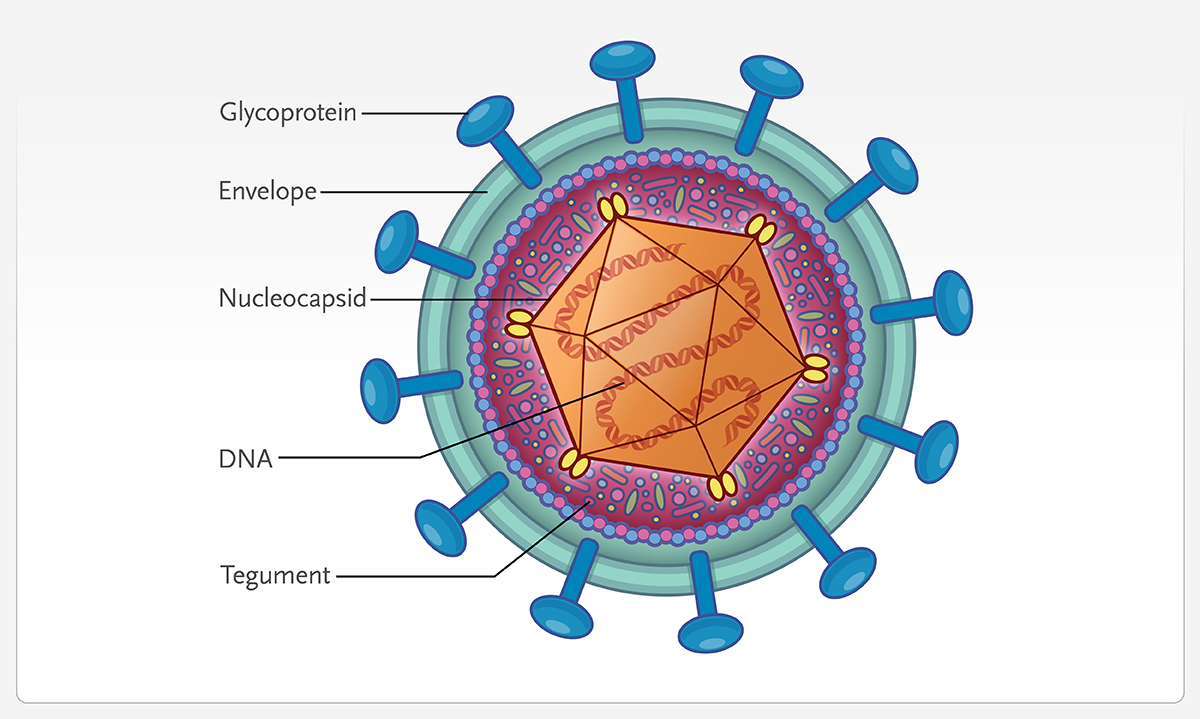 Glycoprotein
Envelope
Nucleocapsid
DNA
Tegument